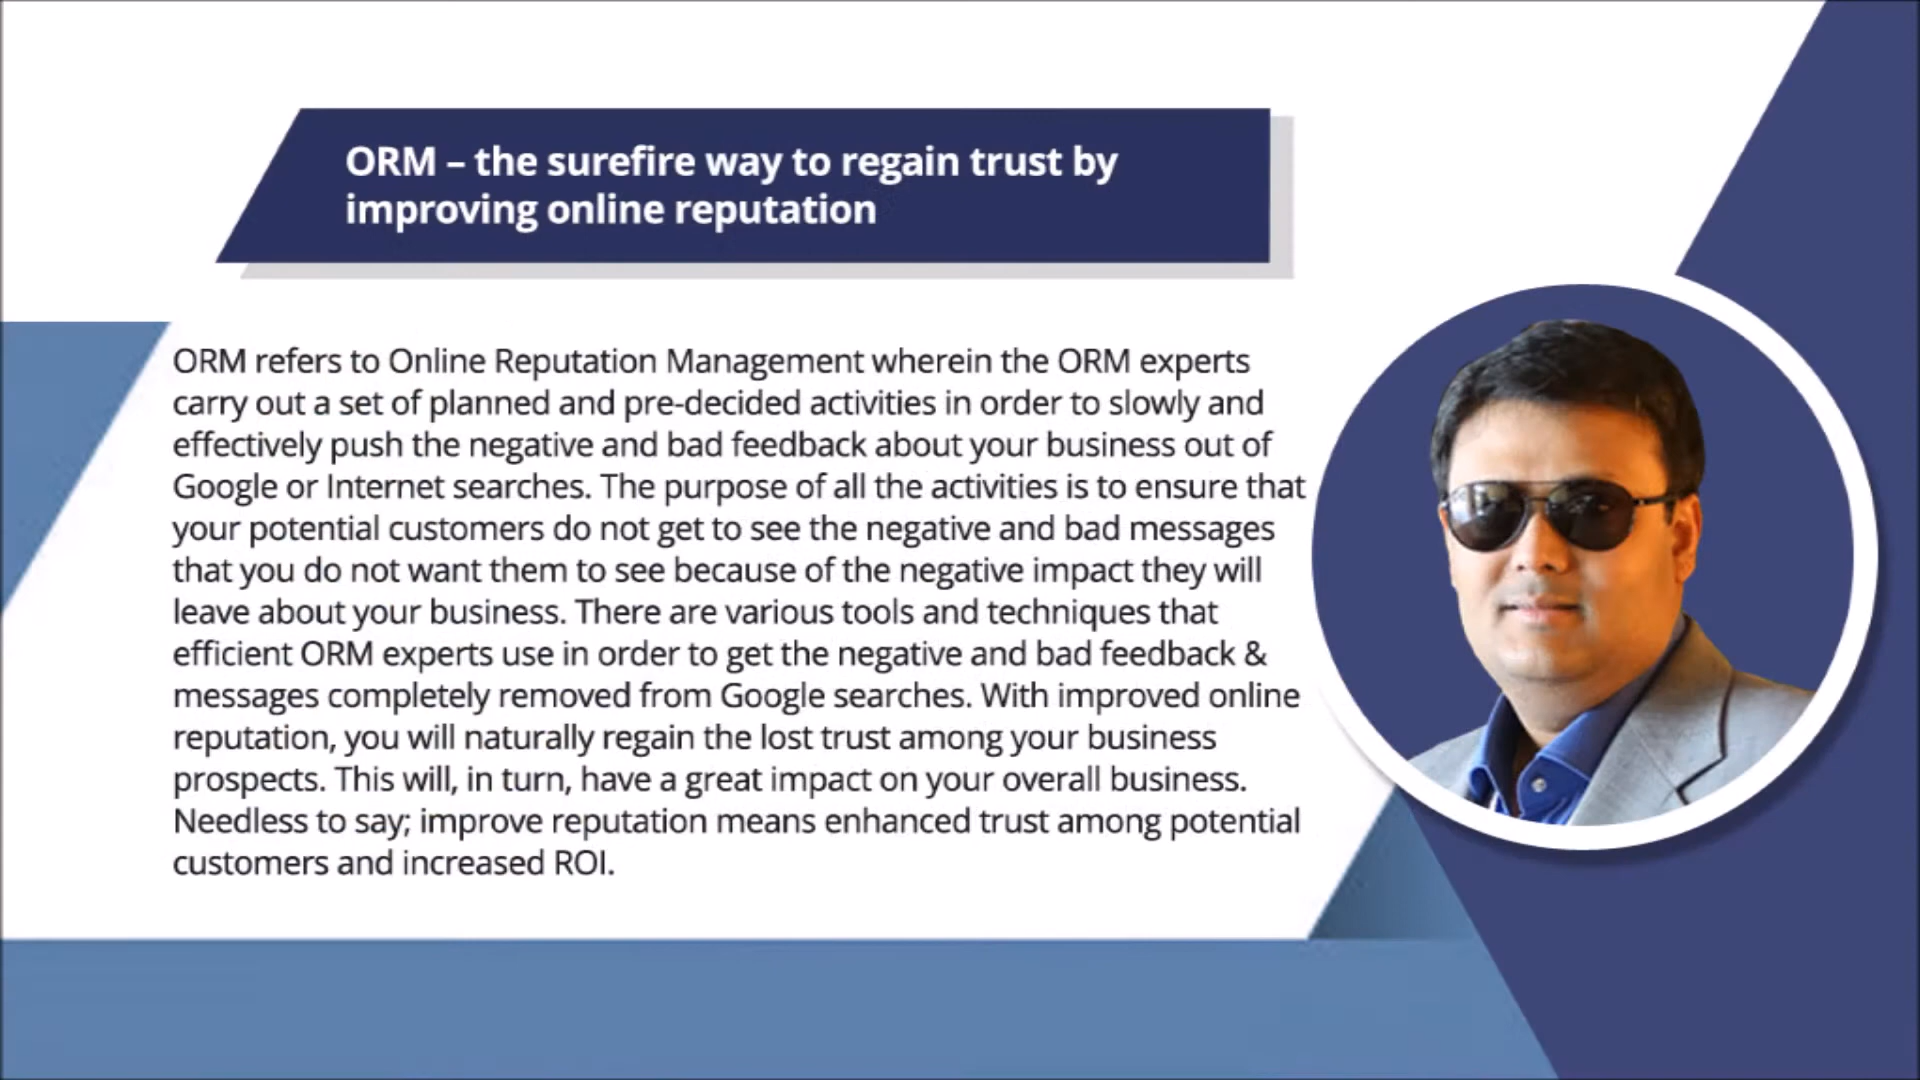 ORM – the surefire way to regain trust by
improving online reputation
ORM refers to Online Reputation Management wherein the ORM experts
carry out a set of planned and pre-decided activities in order to slowly and
effectively push the negative and bad feedback about your business out of
Google or Internet searches. The purpose of all the activities is to ensure that
your potential customers do not get to see the negative and bad messages
that you do not want them to see because of the negative impact they will
leave about your business. There are various tools and techniques that
efficient ORM experts use in order to get the negative and bad feedback &
messages completely removed from Google searches. With improved online
reputation, you will naturally regain the lost trust among your business
prospects. This will, in turn, have a great impact on your overall business.
Needless to say; improve reputation means enhanced trust among potential
customers and increased ROI.